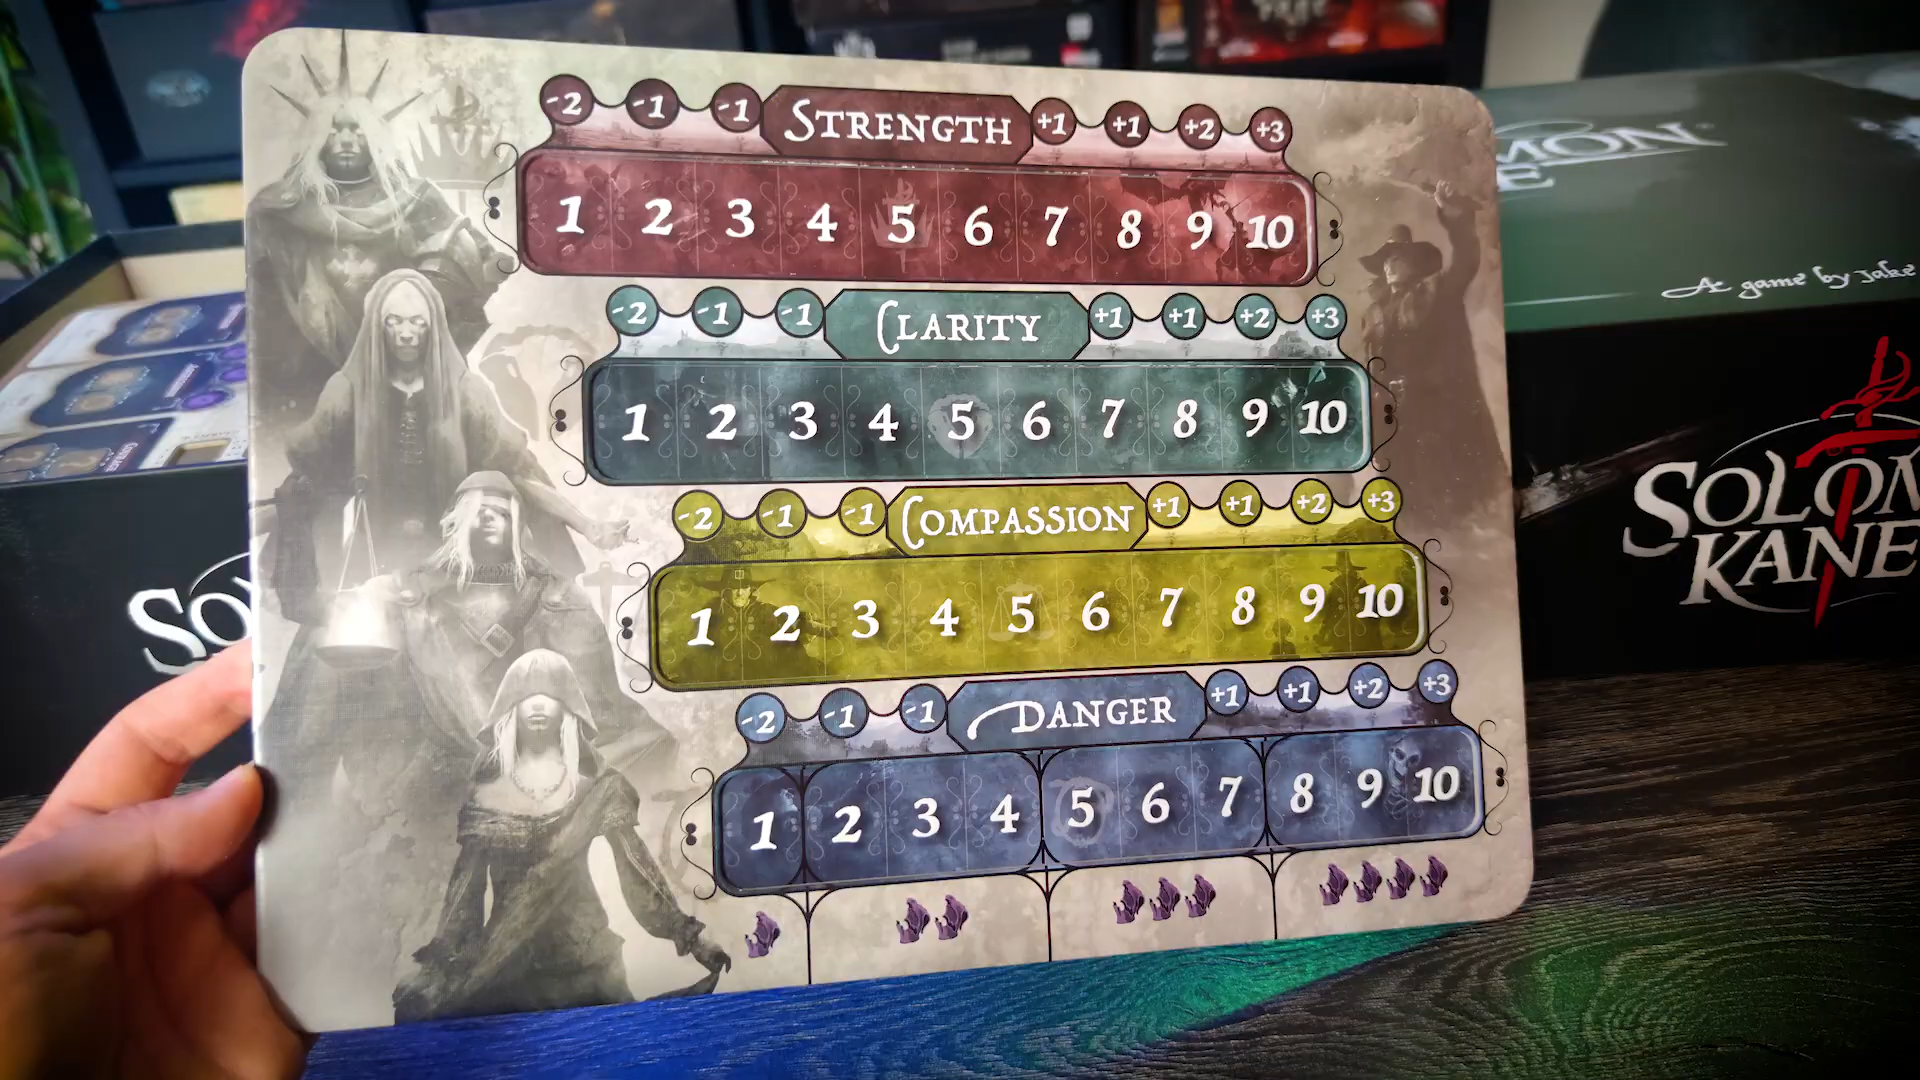 -2 -1 -1 STRENGTH +1 +1 +2 +3
1 2 3 4 5 6 7 8 9 10
-2 -1 -1 CLARITY +1 +1 +2 +3
1 2 3 4 5 6 7 8 9 10
-2 -1 -1 COMPASSION +1 +1 +2 +3
1 2 3 4 5 6 7 8 9 10
-2 -1 -1 DANGER +1 +1 +2 +3
1 2 3 4 5 6 7 8 9 10
SO
MON
E
A game by Jake
SOLOM
KANE